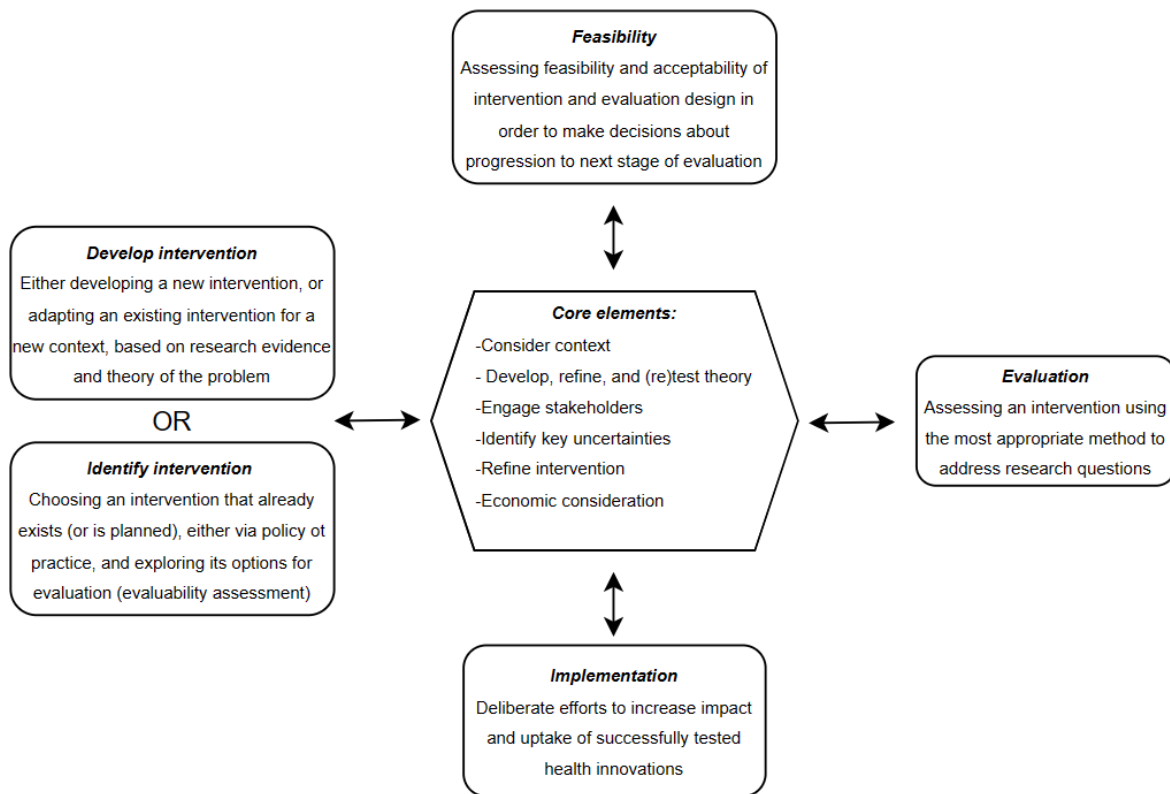 Feasibility
Assessing feasibility and acceptability of
intervention and evaluation design in
order to make decisions about
progression to next stage of evaluation
Develop intervention
Either developing a new intervention, or
adapting an existing intervention for a
new context, based on research evidence
and theory of the problem
OR
Identify intervention
Choosing an intervention that already
exists (or is planned), either via policy ot
practice, and exploring its options for
evaluation (evaluability assessment)
Core elements:
-Consider context
- Develop, refine, and (re)test theory
-Engage stakeholders
-Identify key uncertainties
-Refine intervention
-Economic consideration
Evaluation
Assessing an intervention using
the most appropriate method to
address research questions
Implementation
Deliberate efforts to increase impact
and uptake of successfully tested
health innovations